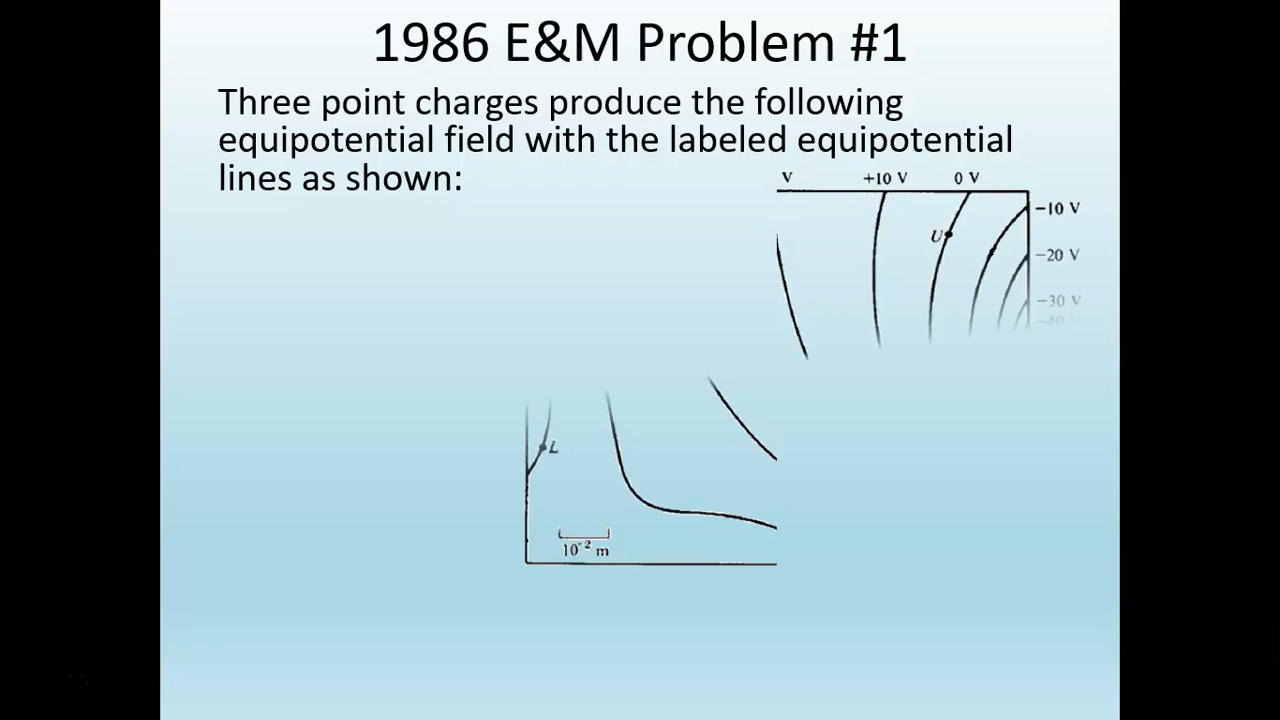 1986 E&M Problem #1
Three point charges produce the following
equipotential field with the labeled equipotential
lines as shown:
V +10 V 0 V
−10 V
U
−20 V
−30 V
−40 V
L
10⁻² m